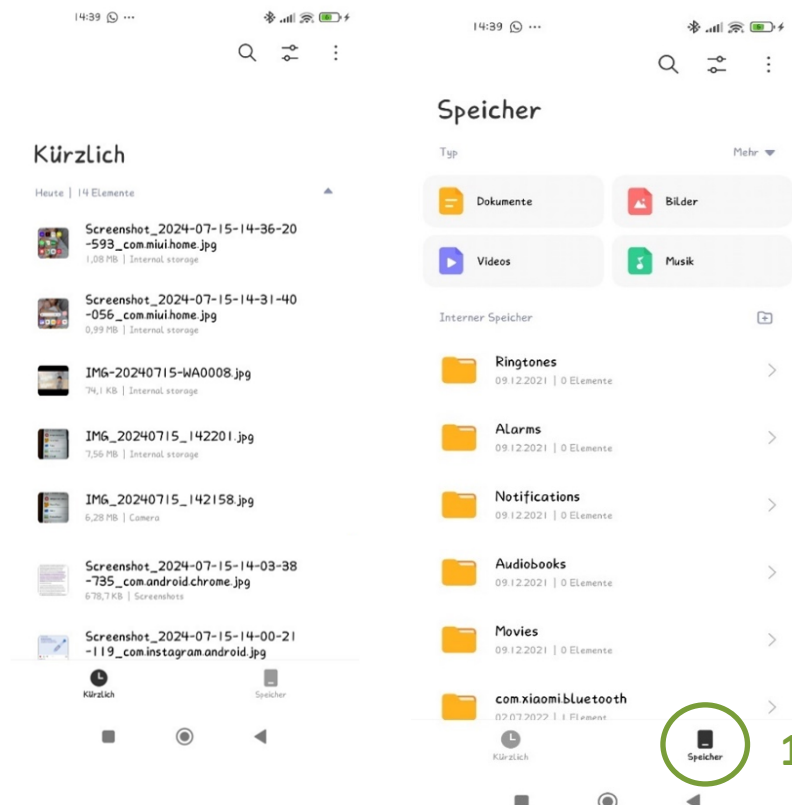 14:39
Kürzlich
Heute | 14 Elemente
Screenshot_2024-07-15-14-36-20
-593_com.miui.home.jpg
1,08 MB | Internal storage
Screenshot_2024-07-15-14-31-40
-056_com.miui.home.jpg
0,99 MB | Internal storage
IMG-20240715-WA0008.jpg
74,1 KB | Internal storage
IMG_20240715_142201.jpg
7,56 MB | Internal storage
IMG_20240715_142158.jpg
6,28 MB | Camera
Screenshot_2024-07-15-14-03-38
-735_com.android.chrome.jpg
678,7 KB | Screenshots
Screenshot_2024-07-15-14-00-21
-119_com.instagram.android.jpg
Kürzlich
Speicher
14:39
Speicher
Typ
Mehr
Dokumente
Bilder
Videos
Musik
Interner Speicher
Ringtones
09.12.2021 | 0 Elemente
Alarms
09.12.2021 | 0 Elemente
Notifications
09.12.2021 | 0 Elemente
Audiobooks
09.12.2021 | 0 Elemente
Movies
09.12.2021 | 0 Elemente
com.xiaomi.bluetooth
02.07.2022 | 1 Element
Kürzlich
Speicher
1